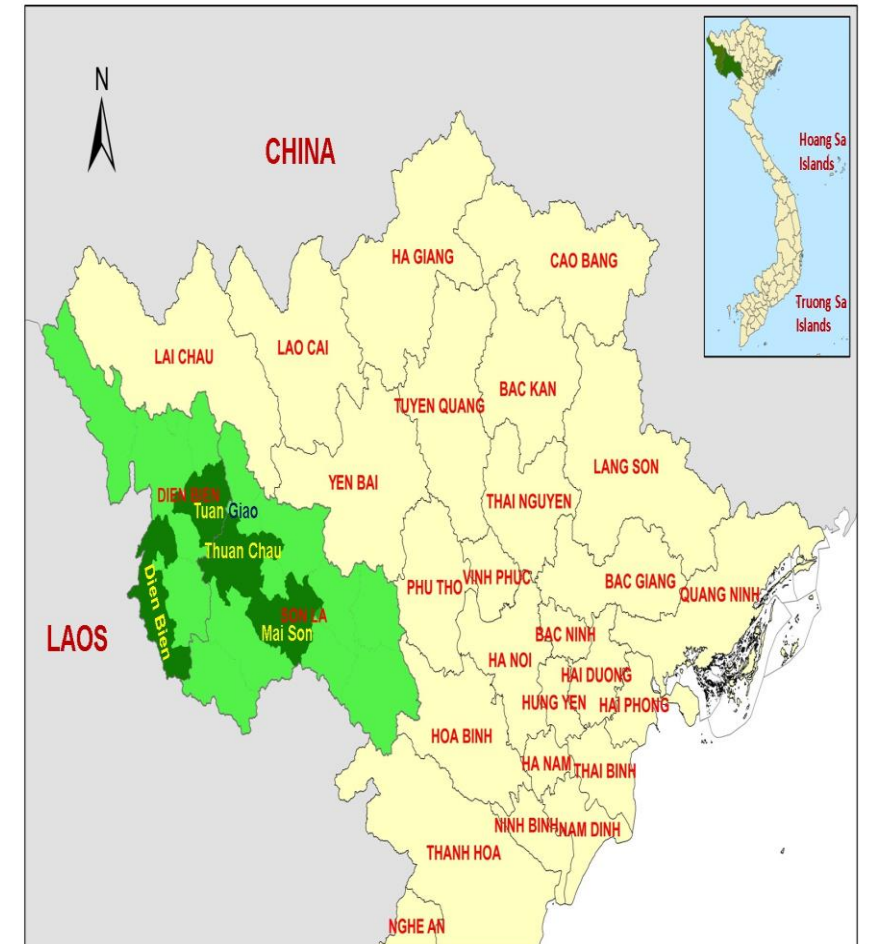 N
CHINA
Hoang Sa
Islands
Truong Sa
Islands
HA GIANG
CAO BANG
LAI CHAU
LAO CAI
BAC KAN
TUYEN QUANG
LANG SON
YEN BAI
THAI NGUYEN
DIEN BIEN
Tuan Giao
Thuan Chau
PHU THO
VINH PHUC
BAC GIANG
QUANG NINH
Dien Bien
SON LA
Mai Son
LAOS
BAC NINH
HA NOI
HAI DUONG
HUNG YEN
HAI PHONG
HOA BINH
HA NAM
THAI BINH
NINH BINH
NAM DINH
THANH HOA
NGHE AN